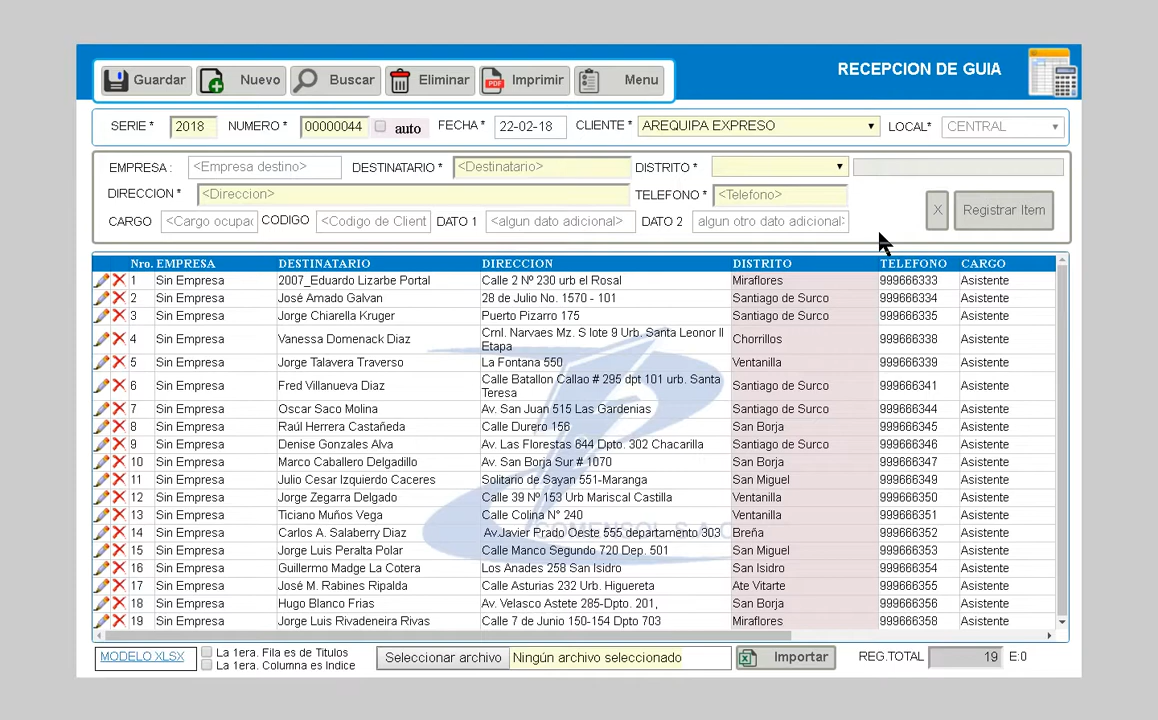 Guardar Nuevo Buscar Eliminar Imprimir Menu RECEPCION DE GUIA
SERIE * 2018 NUMERO * 00000044 auto FECHA * 22-02-18 CLIENTE * AREQUIPA EXPRESO LOCAL* CENTRAL
EMPRESA : <Empresa destino> DESTINATARIO * <Destinatario> DISTRITO *
DIRECCION * <Direccion> TELEFONO * <Telefono>
CARGO <Cargo ocupac CODIGO <Codigo de Client DATO 1 <algun dato adicional> DATO 2 algun otro dato adicional> X Registrar Item
Nro. EMPRESA DESTINATARIO DIRECCION DISTRITO TELEFONO CARGO
1 Sin Empresa 2007_Eduardo Lizarbe Portal Calle 2 Nº 230 urb el Rosal Miraflores 999666333 Asistente
2 Sin Empresa José Amado Galvan 28 de Julio No. 1570 - 101 Santiago de Surco 999666334 Asistente
3 Sin Empresa Jorge Chiarella Kruger Puerto Pizarro 175 Santiago de Surco 999666335 Asistente
4 Sin Empresa Vanessa Domenack Diaz Crnl. Narvaes Mz. S lote 9 Urb. Santa Leonor II Etapa Chorrillos 999666338 Asistente
5 Sin Empresa Jorge Talavera Traverso La Fontana 550 Ventanilla 999666339 Asistente
6 Sin Empresa Fred Villanueva Diaz Calle Batallon Callao # 295 dpt 101 urb. Santa Teresa Santiago de Surco 999666341 Asistente
7 Sin Empresa Oscar Saco Molina Av. San Juan 515 Las Gardenias Santiago de Surco 999666344 Asistente
8 Sin Empresa Raúl Herrera Castañeda Calle Durero 156 San Borja 999666345 Asistente
9 Sin Empresa Denise Gonzales Alva Av. Las Florestas 644 Dpto. 302 Chacarilla Santiago de Surco 999666346 Asistente
10 Sin Empresa Marco Caballero Delgadillo Av. San Borja Sur # 1070 San Borja 999666347 Asistente
11 Sin Empresa Julio Cesar Izquierdo Caceres Solitario de Sayan 551-Maranga San Miguel 999666349 Asistente
12 Sin Empresa Jorge Zegarra Delgado Calle 39 Nº 153 Urb Mariscal Castilla Ventanilla 999666350 Asistente
13 Sin Empresa Ticiano Muños Vega Calle Colina N° 240 Ventanilla 999666351 Asistente
14 Sin Empresa Carlos A. Salaberry Diaz Av.Javier Prado Oeste 555 departamento 303 Breña 999666352 Asistente
15 Sin Empresa Jorge Luis Peralta Polar Calle Manco Segundo 720 Dep. 501 San Miguel 999666353 Asistente
16 Sin Empresa Guillermo Madge La Cotera Los Anades 258 San Isidro San Isidro 999666354 Asistente
17 Sin Empresa José M. Rabines Ripalda Calle Asturias 232 Urb. Higuereta Ate Vitarte 999666355 Asistente
18 Sin Empresa Hugo Blanco Frias Av. Velasco Astete 285-Dpto. 201, San Borja 999666356 Asistente
19 Sin Empresa Jorge Luis Rivadeneira Rivas Calle 7 de Junio 150-154 Dpto 703 Miraflores 999666358 Asistente
MODELO XLSX La 1era. Fila es de Titulos Seleccionar archivo Ningún archivo seleccionado Importar REG.TOTAL 19 E:0
La 1era. Columna es Indice